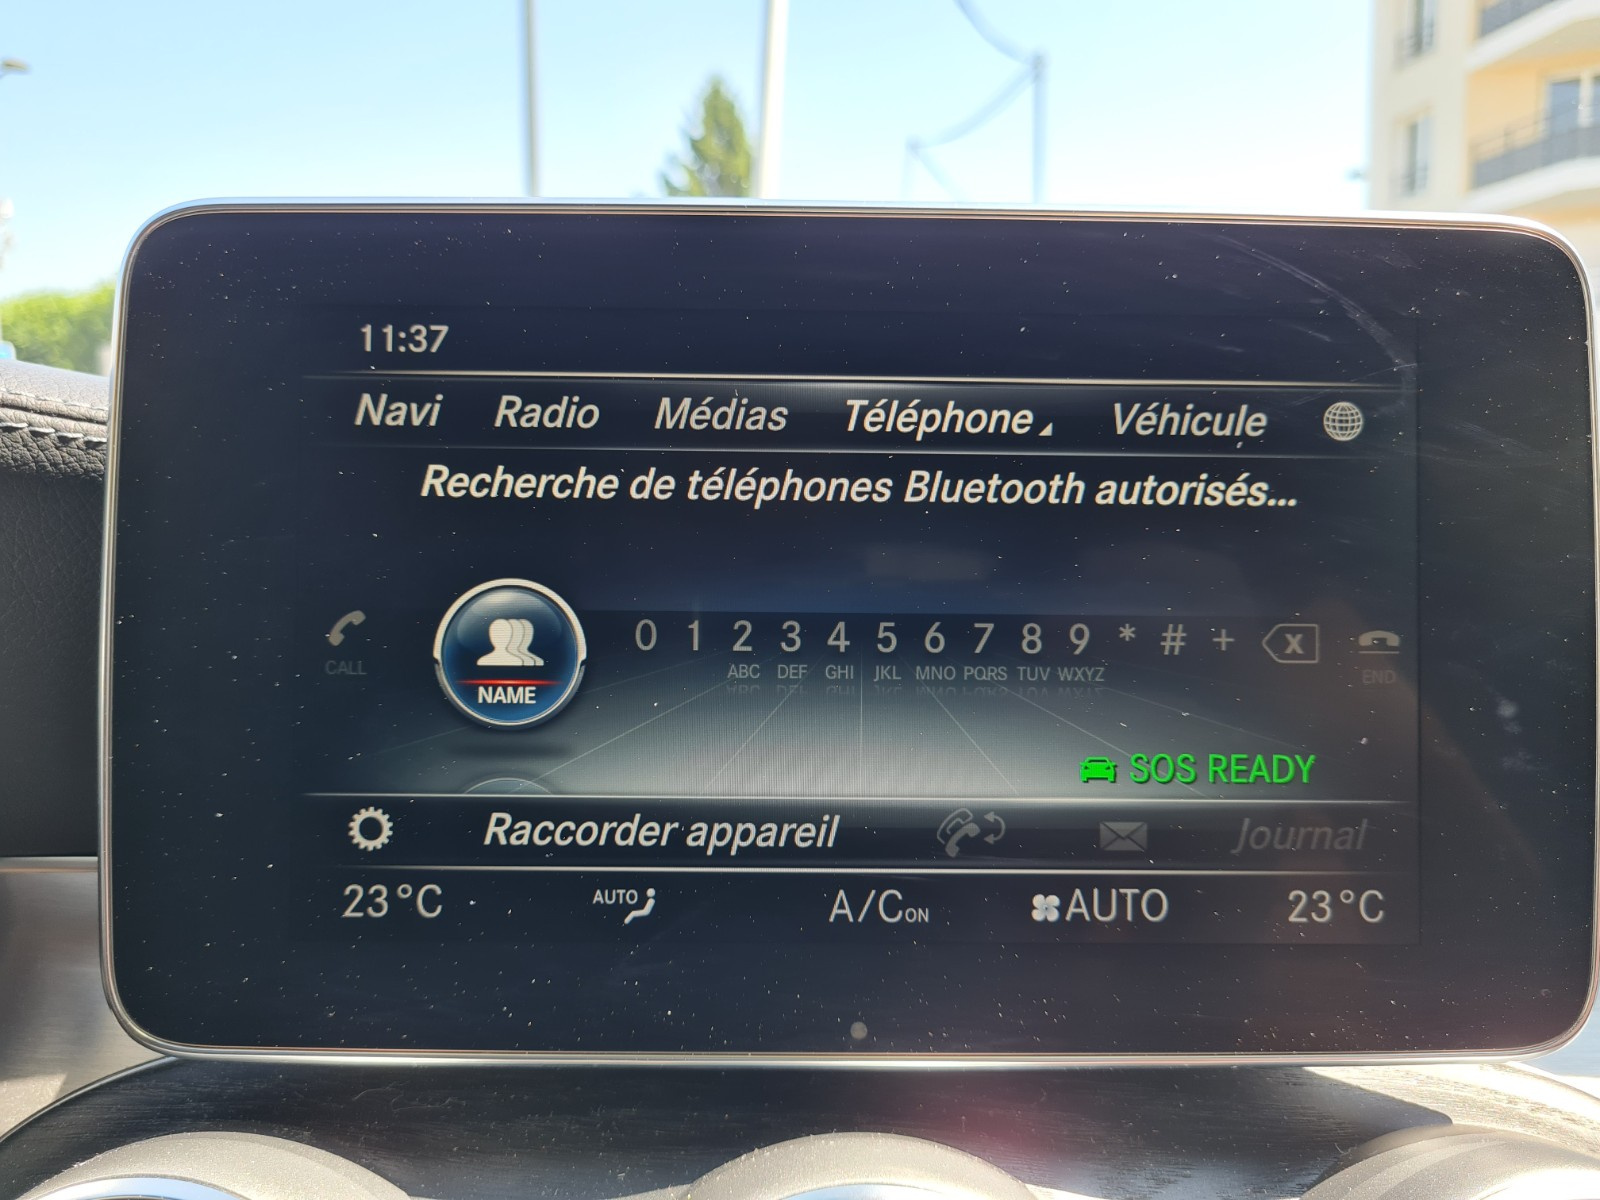 11:37
Navi Radio Médias Téléphone Véhicule
Recherche de téléphones Bluetooth autorisés...
0 1 2 3 4 5 6 7 8 9 * # + x
CALL ABC DEF GHI JKL MNO PQRS TUV WXYZ END
NAME
SOS READY
Raccorder appareil Journal
23°C AUTO A/C ON AUTO 23°C